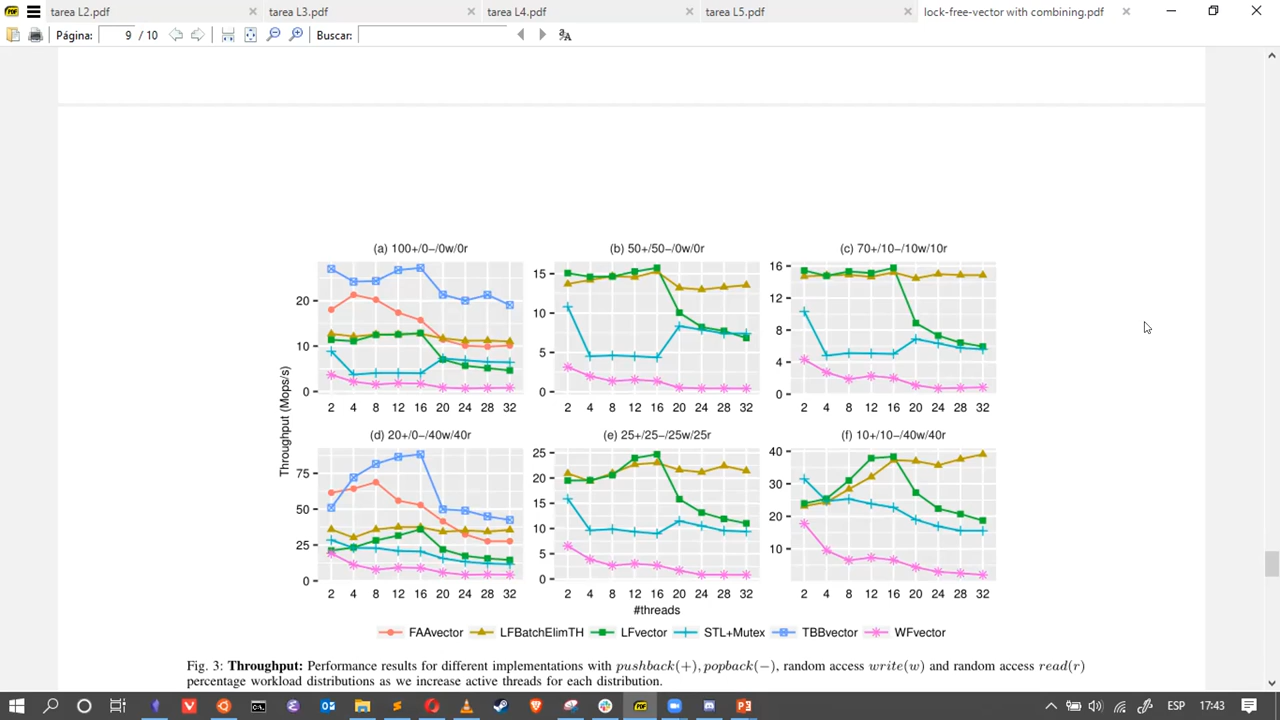 tarea L2.pdf
tarea L3.pdf
tarea L4.pdf
tarea L5.pdf
lock-free-vector with combining.pdf
Página: 9 / 10
Buscar:
(a) 100+/0−/0w/0r
(b) 50+/50−/0w/0r
(c) 70+/10−/10w/10r
20
10
0
15
10
5
0
16
12
8
4
0
2 4 8 12 16 20 24 28 32
2 4 8 12 16 20 24 28 32
2 4 8 12 16 20 24 28 32
Throughput (Mops/s)
(d) 20+/0−/40w/40r
(e) 25+/25−/25w/25r
(f) 10+/10−/40w/40r
75
50
25
0
25
20
15
10
5
0
40
30
20
10
2 4 8 12 16 20 24 28 32
2 4 8 12 16 20 24 28 32
2 4 8 12 16 20 24 28 32
#threads
FAAvector LFBatchElimTH LFvector STL+Mutex TBBvector WFvector
Fig. 3: Throughput: Performance results for different implementations with pushback(+), popback(−), random access write(w) and random access read(r)
percentage workload distributions as we increase active threads for each distribution.
ESP 17:43